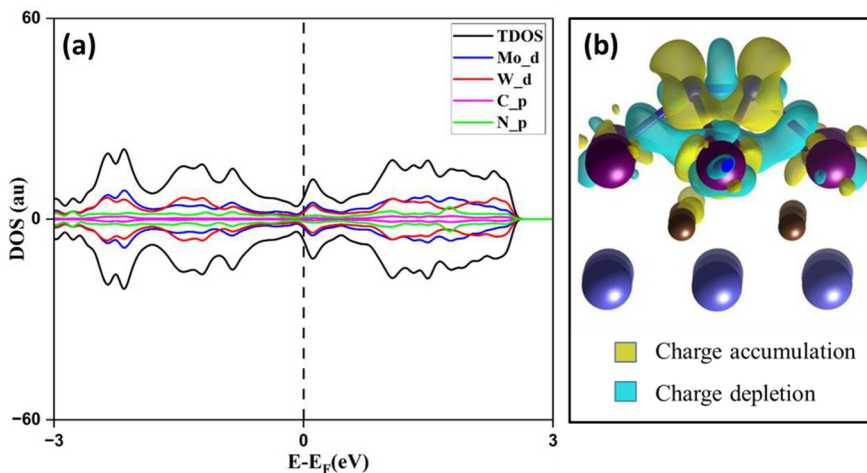 (a)
60
TDOS
Mo_d
W_d
C_p
N_p
DOS (au)
0
−60
−3
0
3
E-EF(eV)
(b)
Charge accumulation
Charge depletion